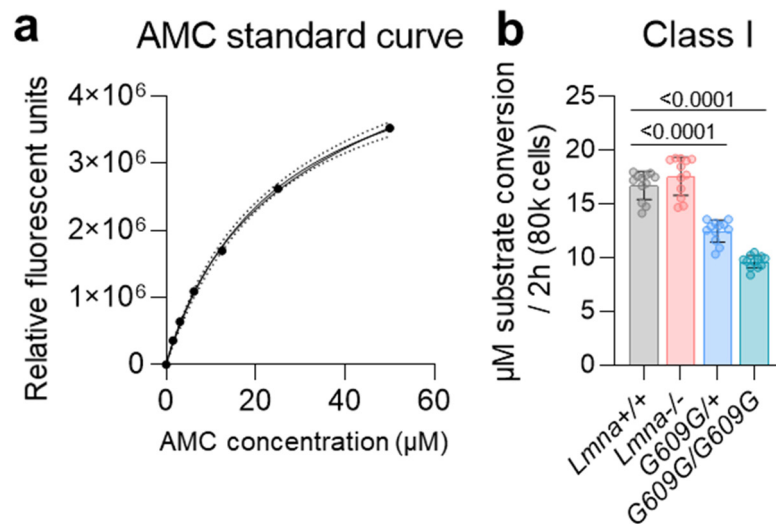 a
AMC standard curve
Relative fluorescent units
4×10⁶
3×10⁶
2×10⁶
1×10⁶
0
0
20
40
60
AMC concentration (µM)
b
Class I
µM substrate conversion
/ 2h (80k cells)
25
20
15
10
5
0
<0.0001
<0.0001
Lmna+/+
Lmna-/-
G609G/+
G609G/G609G